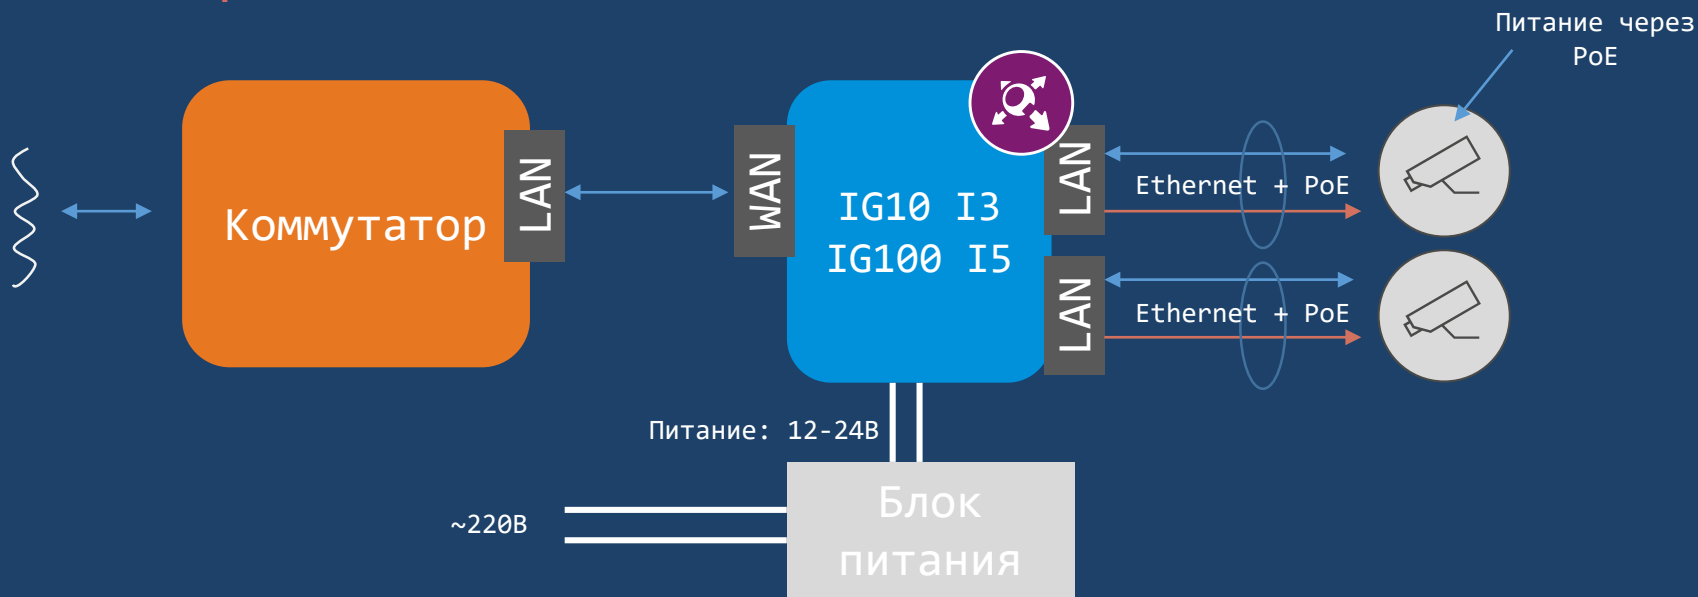 Питание через
PoE
Коммутатор
LAN
WAN
IG10 I3
IG100 I5
LAN
Ethernet + PoE
LAN
Ethernet + PoE
Питание: 12-24В
~220В
Блок
питания